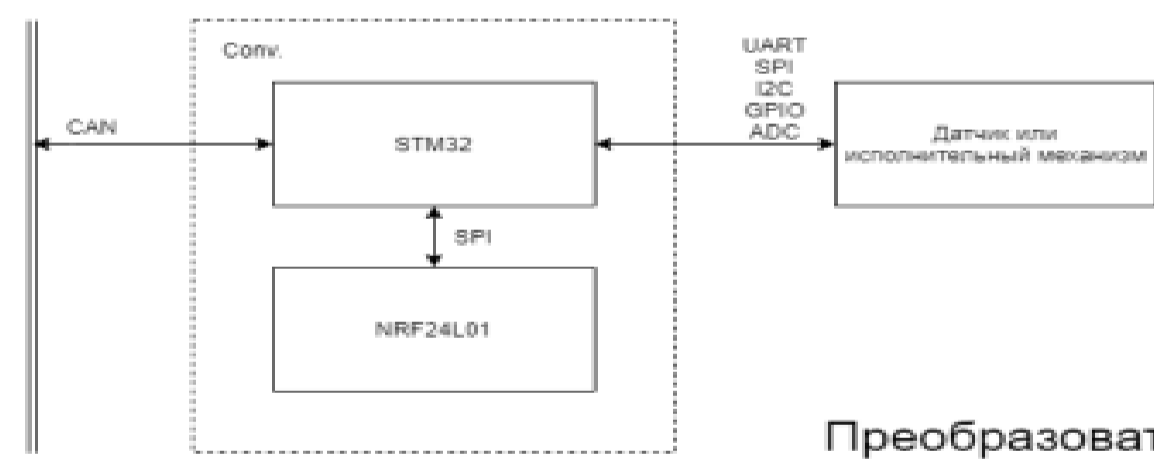 Conv.
CAN
STM32
SPI
NRF24L01
UART
SPI
I2C
GPIO
ADC
Датчик или
исполнительный механизм
Преобразоват